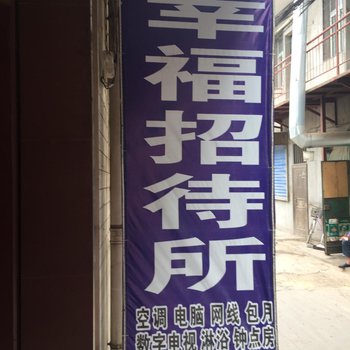 幸福招待所
空调 电脑 网线 包月
数字电视 淋浴 钟点房